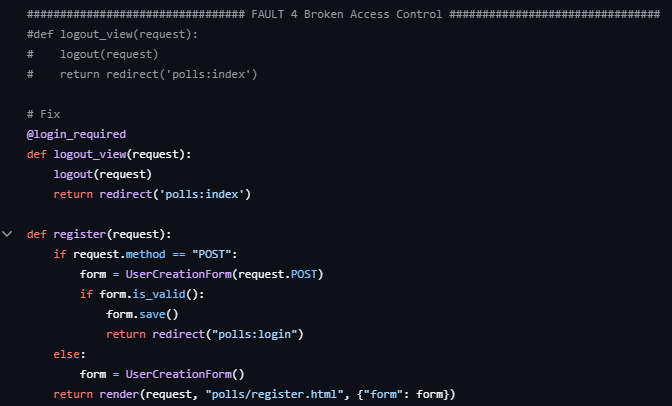 ################################# FAULT 4 Broken Access Control ################################
#def logout_view(request):
#    logout(request)
#    return redirect('polls:index')
# Fix
@login_required
def logout_view(request):
    logout(request)
    return redirect('polls:index')
def register(request):
    if request.method == "POST":
        form = UserCreationForm(request.POST)
        if form.is_valid():
            form.save()
            return redirect("polls:login")
    else:
        form = UserCreationForm()
    return render(request, "polls/register.html", {"form": form})